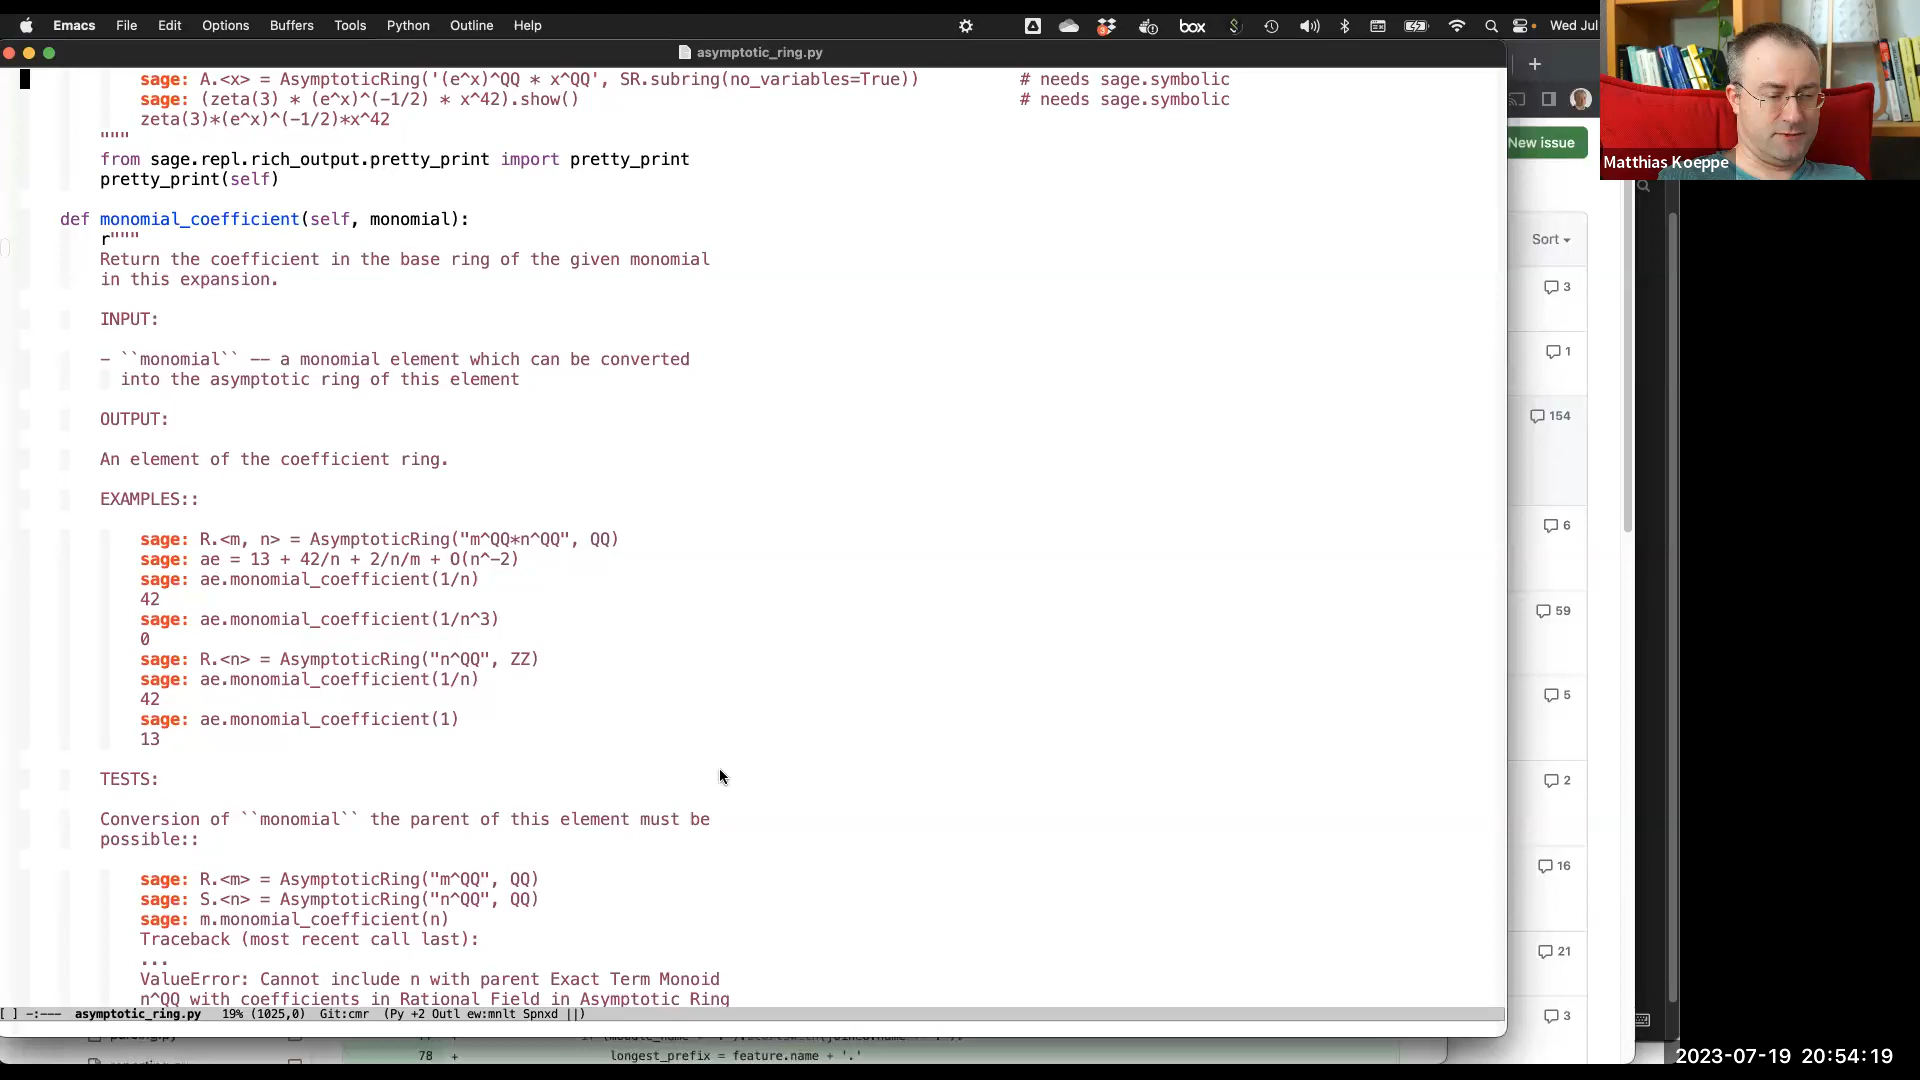 Emacs File Edit Options Buffers Tools Python Outline Help
3 box Wed Jul
asymptotic_ring.py
sage: A.<x> = AsymptoticRing('(e^x)^QQ * x^QQ', SR.subring(no_variables=True)) # needs sage.symbolic
sage: (zeta(3) * (e^x)^(-1/2) * x^42).show() # needs sage.symbolic
zeta(3)*(e^x)^(-1/2)*x^42
"""
from sage.repl.rich_output.pretty_print import pretty_print
pretty_print(self)
def monomial_coefficient(self, monomial):
r"""
Return the coefficient in the base ring of the given monomial
in this expansion.
INPUT:
- ``monomial`` -- a monomial element which can be converted
into the asymptotic ring of this element
OUTPUT:
An element of the coefficient ring.
EXAMPLES::
sage: R.<m, n> = AsymptoticRing("m^QQ*n^QQ", QQ)
sage: ae = 13 + 42/n + 2/n/m + O(n^-2)
sage: ae.monomial_coefficient(1/n)
42
sage: ae.monomial_coefficient(1/n^3)
0
sage: R.<n> = AsymptoticRing("n^QQ", ZZ)
sage: ae.monomial_coefficient(1/n)
42
sage: ae.monomial_coefficient(1)
13
TESTS:
Conversion of ``monomial`` the parent of this element must be
possible::
sage: R.<m> = AsymptoticRing("m^QQ", QQ)
sage: S.<n> = AsymptoticRing("n^QQ", QQ)
sage: m.monomial_coefficient(n)
Traceback (most recent call last):
...
ValueError: Cannot include n with parent Exact Term Monoid
n^QQ with coefficients in Rational Field in Asymptotic Ring
[ ] -:--- asymptotic_ring.py 19% (1025,0) Git:cmr (Py +2 Outl ew:mnlt Spnxd ||)
78 + longest_prefix = feature.name + '.'
New issue
Sort
3
1
154
6
59
5
2
16
21
3
Matthias Koeppe
2023-07-19 20:54:19